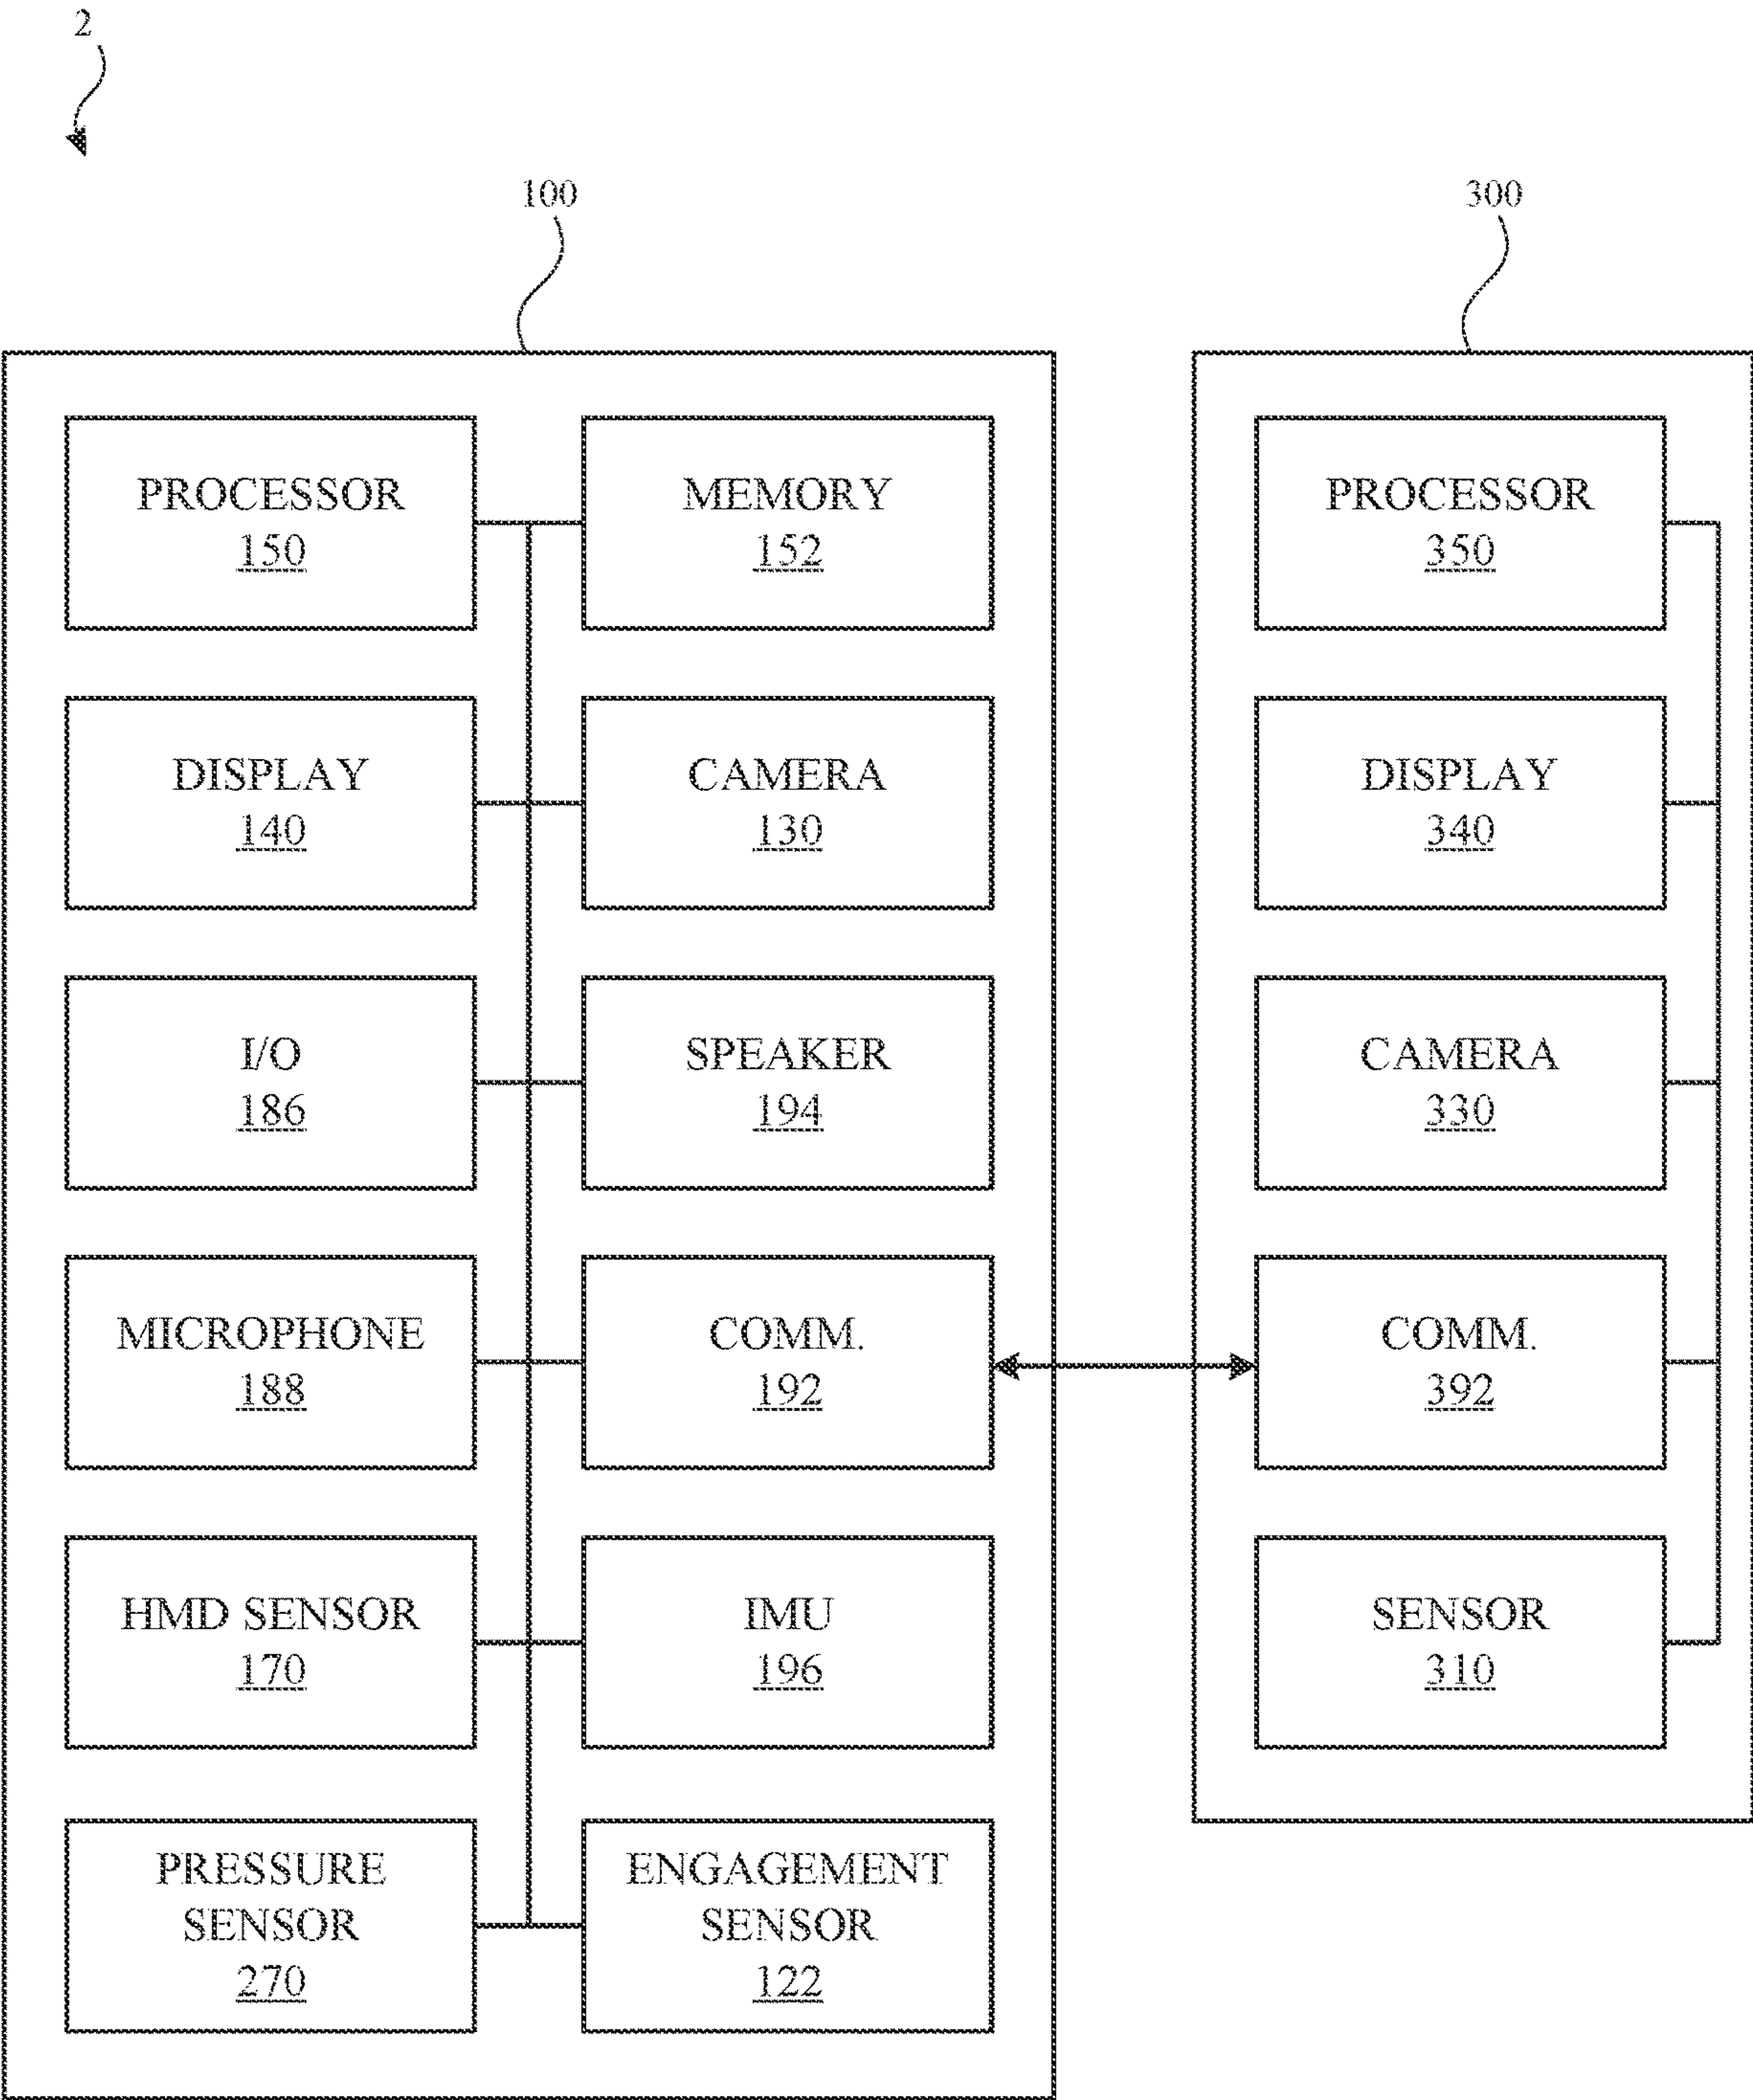 2
100
300
PROCESSOR
150
MEMORY
152
PROCESSOR
350
DISPLAY
140
CAMERA
130
DISPLAY
340
I/O
186
SPEAKER
194
CAMERA
330
MICROPHONE
188
COMM.
192
COMM.
392
HMD SENSOR
170
IMU
196
SENSOR
310
PRESSURE
SENSOR
270
ENGAGEMENT
SENSOR
122